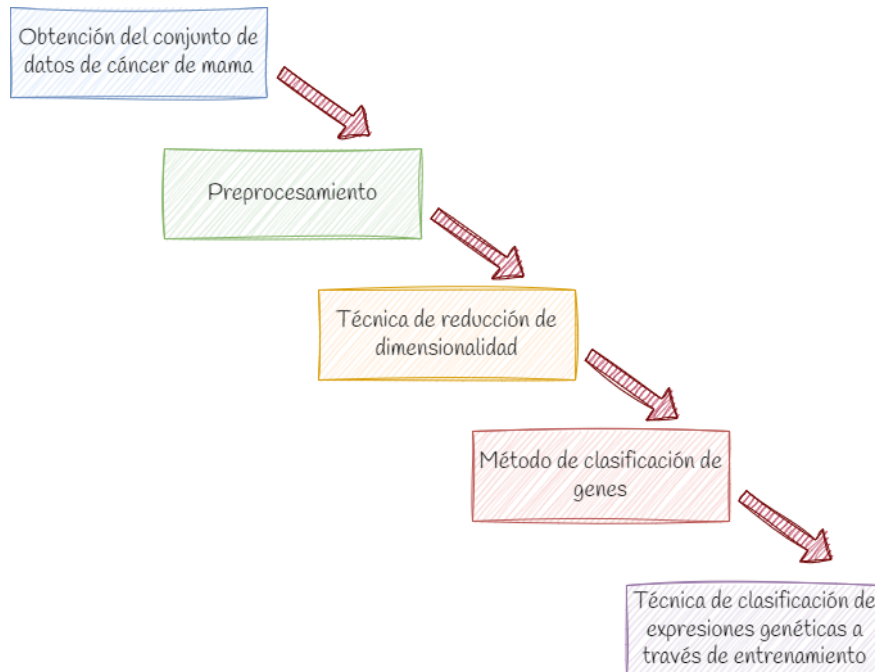 Obtención del conjunto de
datos de cáncer de mama
Preprocesamiento
Técnica de reducción de
dimensionalidad
Método de clasificación de
genes
Técnica de clasificación de
expresiones genéticas a
través de entrenamiento